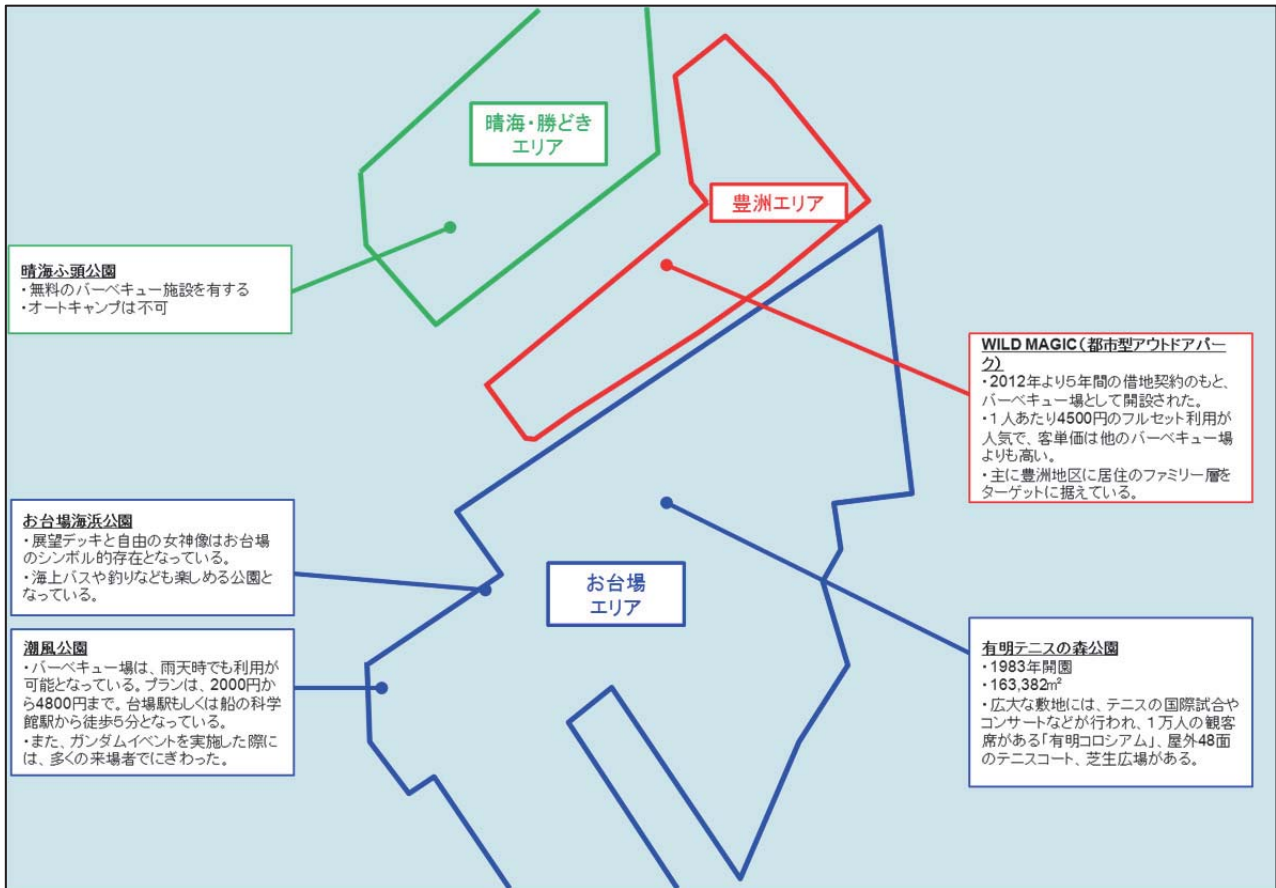 晴海・勝どき
エリア
豊洲エリア
晴海ふ頭公園
・無料のバーベキュー施設を有する
・オートキャンプは不可
WILD MAGIC(都市型アウトドアパー
ク)
・2012年より5年間の借地契約のもと、
バーベキュー場として開設された。
・1人あたり4500円のフルセット利用が
人気で、客単価は他のバーベキュー場
よりも高い。
・主に豊洲地区に居住のファミリー層を
ターゲットに据えている。
お台場海浜公園
・展望デッキと自由の女神像はお台場
のシンボル的存在となっている。
・海上バスや釣りなども楽しめる公園と
なっている。
お台場
エリア
潮風公園
・バーベキュー場は、雨天時でも利用が
可能となっている。プランは、2000円か
ら4800円まで。台場駅もしくは船の科学
館駅から徒歩5分となっている。
・また、ガンダムイベントを実施した際に
は、多くの来場者でにぎわった。
有明テニスの森公園
・1983年開園
・163,382㎡
・広大な敷地には、テニスの国際試合や
コンサートなどが行われ、1万人の観客
席がある「有明コロシアム」、屋外48面
のテニスコート、芝生広場がある。